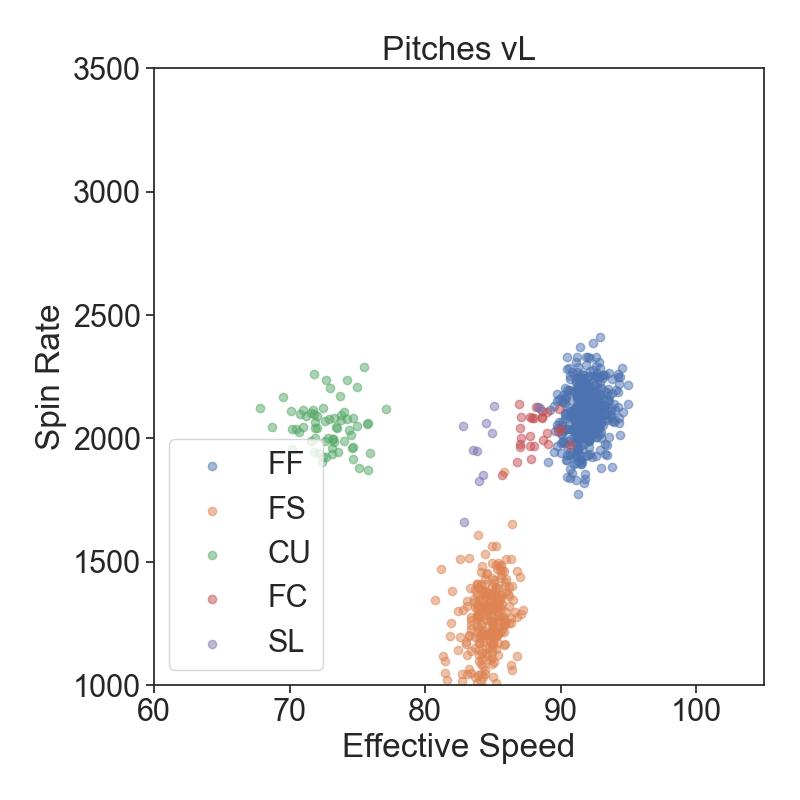 Pitches vL
3500
3000
2500
2000
1500
1000
Spin Rate
FF
FS
CU
FC
SL
60 70 80 90 100
Effective Speed